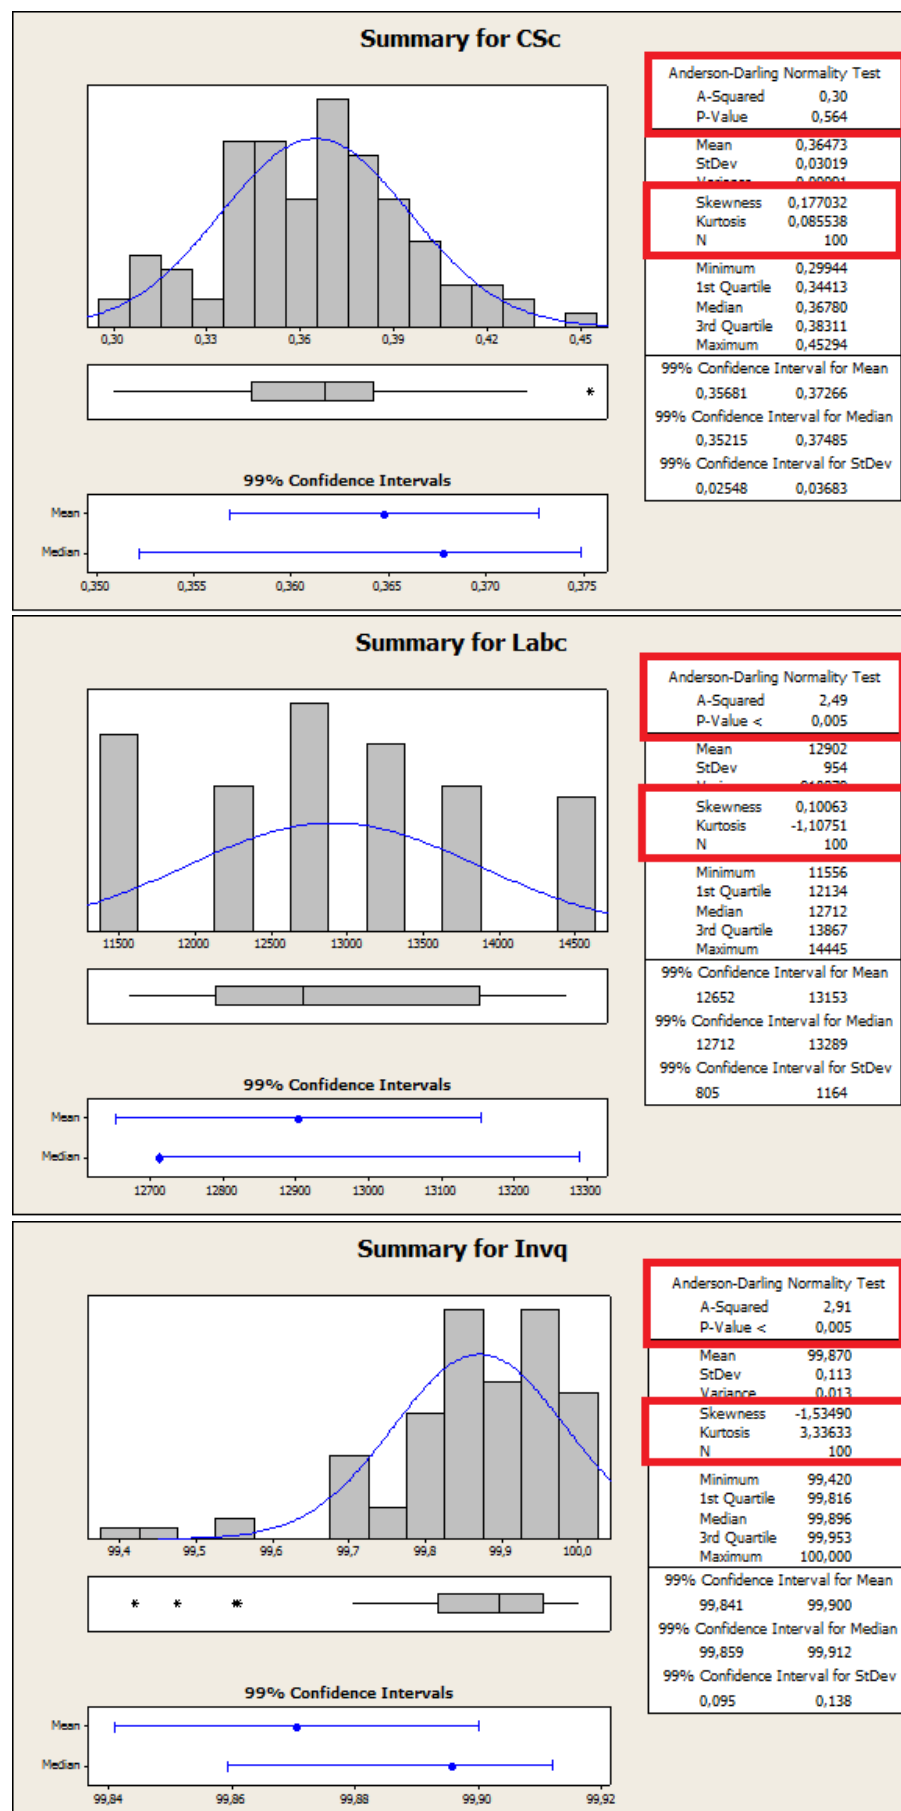 Summary for CSc
Anderson-Darling Normality Test
A-Squared 0,30
P-Value 0,564
Mean 0,36473
StDev 0,03019
Skewness 0,177032
Kurtosis 0,085538
N 100
Minimum 0,29944
1st Quartile 0,34413
Median 0,36780
3rd Quartile 0,38311
Maximum 0,45294
99% Confidence Interval for Mean
0,35681 0,37266
99% Confidence Interval for Median
0,35215 0,37485
99% Confidence Interval for StDev
0,02548 0,03683
0,30 0,33 0,36 0,39 0,42 0,45
99% Confidence Intervals
Mean
Median
0,350 0,355 0,360 0,365 0,370 0,375
Summary for Labc
Anderson-Darling Normality Test
A-Squared 2,49
P-Value < 0,005
Mean 12902
StDev 954
Skewness 0,10063
Kurtosis -1,10751
N 100
Minimum 11556
1st Quartile 12134
Median 12712
3rd Quartile 13867
Maximum 14445
99% Confidence Interval for Mean
12652 13153
99% Confidence Interval for Median
12712 13289
99% Confidence Interval for StDev
805 1164
11500 12000 12500 13000 13500 14000 14500
99% Confidence Intervals
Mean
Median
12700 12800 12900 13000 13100 13200 13300
Summary for Invq
Anderson-Darling Normality Test
A-Squared 2,91
P-Value < 0,005
Mean 99,870
StDev 0,113
Variance 0,013
Skewness -1,53490
Kurtosis 3,33633
N 100
Minimum 99,420
1st Quartile 99,816
Median 99,896
3rd Quartile 99,953
Maximum 100,000
99% Confidence Interval for Mean
99,841 99,900
99% Confidence Interval for Median
99,859 99,912
99% Confidence Interval for StDev
0,095 0,138
99,4 99,5 99,6 99,7 99,8 99,9 100,0
99% Confidence Intervals
Mean
Median
99,84 99,86 99,88 99,90 99,92